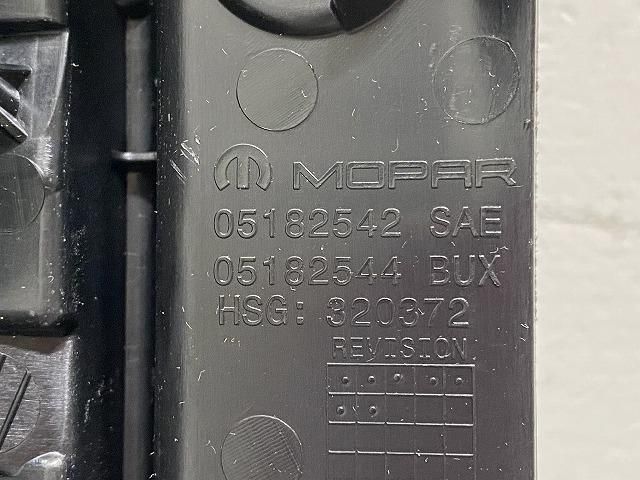 MOPAR
05182542 SAE
05182544 BUX
HSG: 320372
REVISION